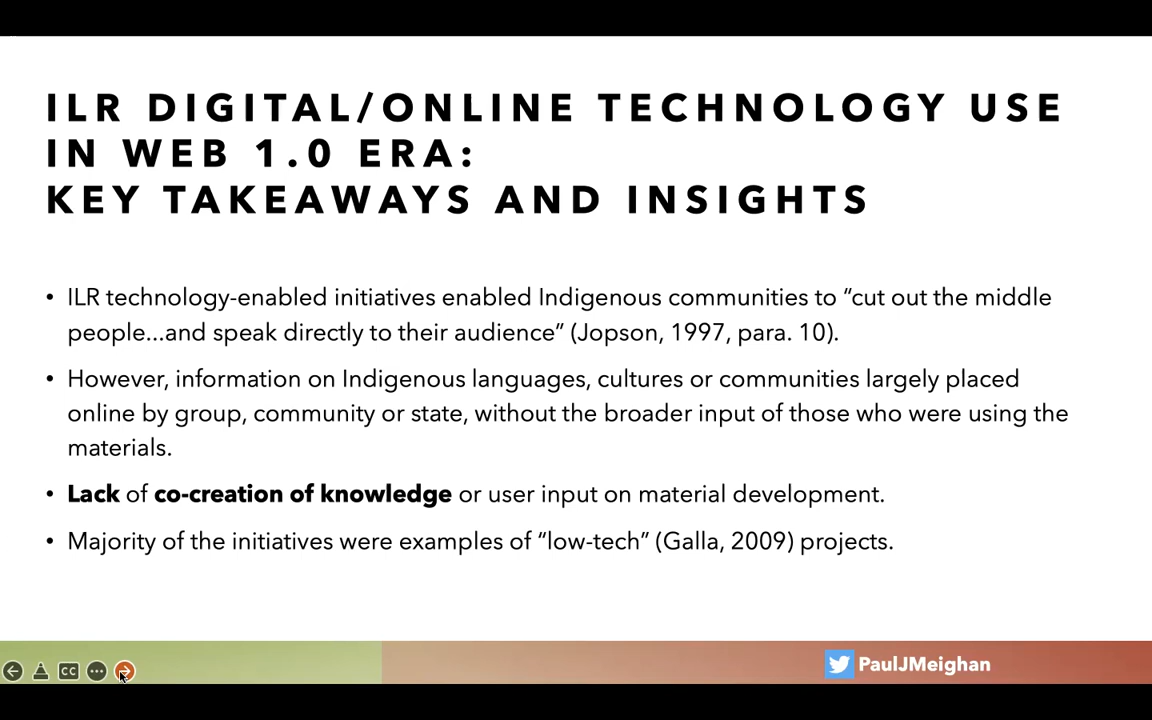 ILR DIGITAL/ONLINE TECHNOLOGY USE
IN WEB 1.0 ERA:
KEY TAKEAWAYS AND INSIGHTS
• ILR technology-enabled initiatives enabled Indigenous communities to “cut out the middle
people...and speak directly to their audience” (Jopson, 1997, para. 10).
• However, information on Indigenous languages, cultures or communities largely placed
online by group, community or state, without the broader input of those who were using the
materials.
• Lack of co-creation of knowledge or user input on material development.
• Majority of the initiatives were examples of “low-tech” (Galla, 2009) projects.
CC
PaulJMeighan